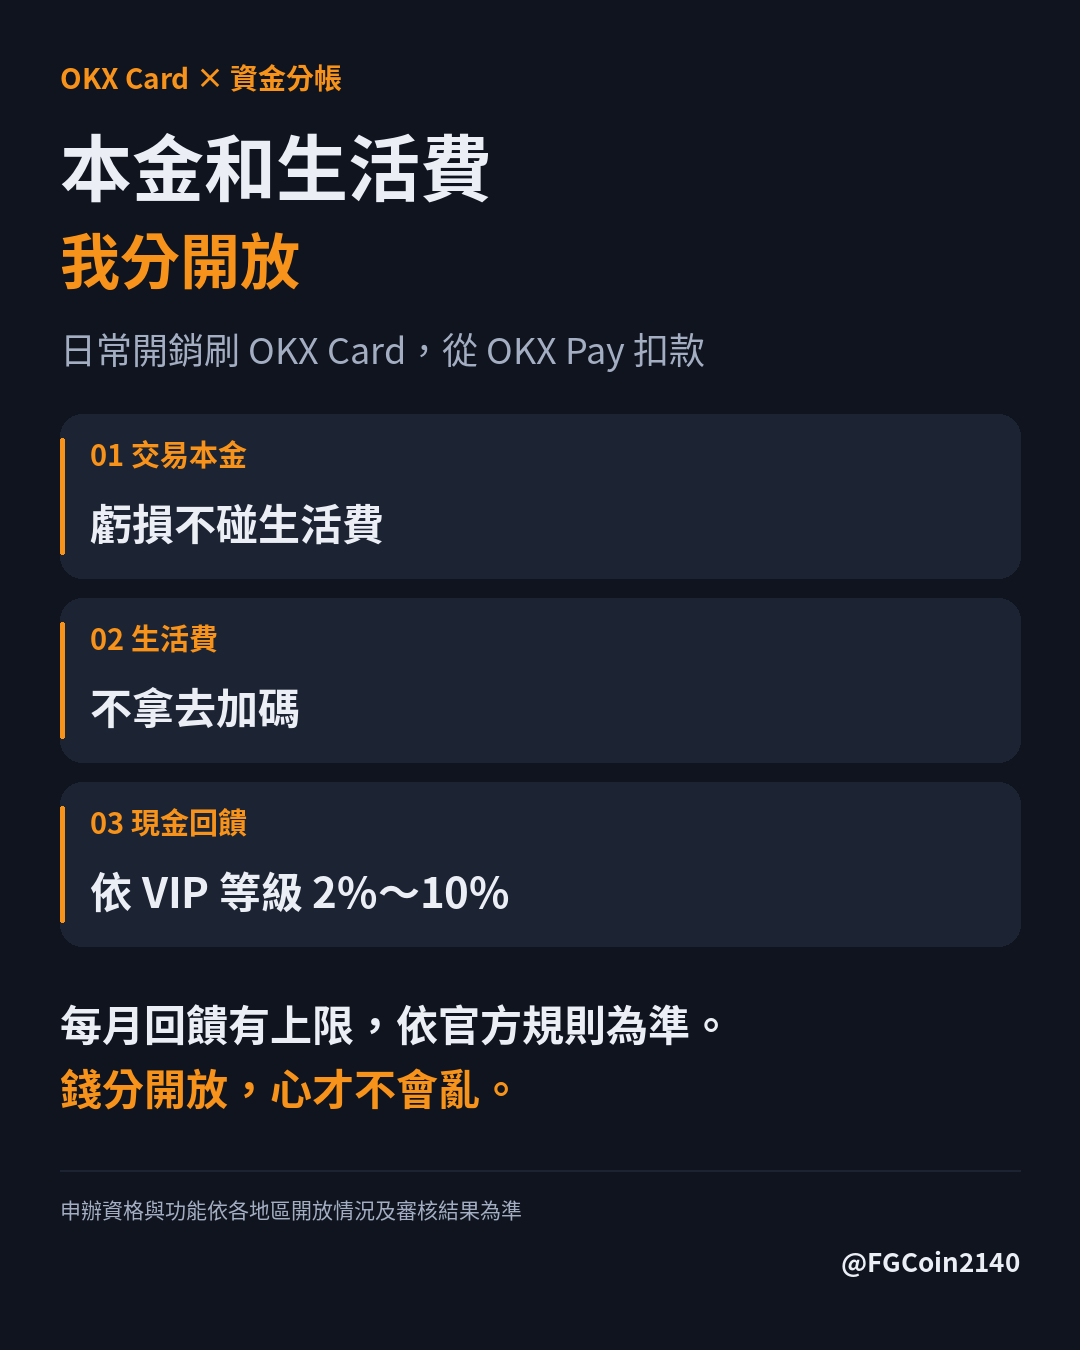 OKX Card × 資金分帳
本金和生活費
我分開放
日常開銷刷 OKX Card，從 OKX Pay 扣款
01 交易本金
虧損不碰生活費
02 生活費
不拿去加碼
03 現金回饋
依 VIP 等級 2%～10%
每月回饋有上限，依官方規則為準。
錢分開放，心才不會亂。
申辦資格與功能依各地區開放情況及審核結果為準
@FGCoin2140